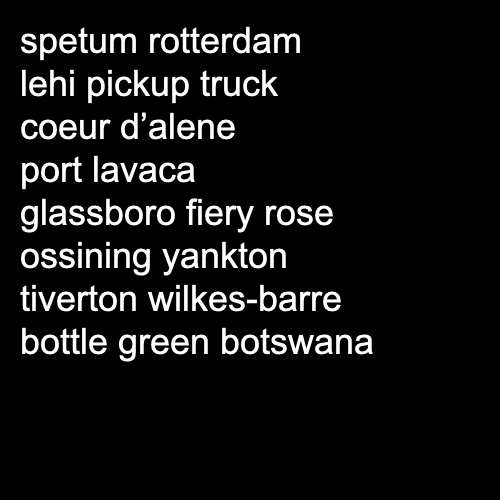 spetum rotterdam
lehi pickup truck
coeur d’alene
port lavaca
glassboro fiery rose
ossining yankton
tiverton wilkes-barre
bottle green botswana